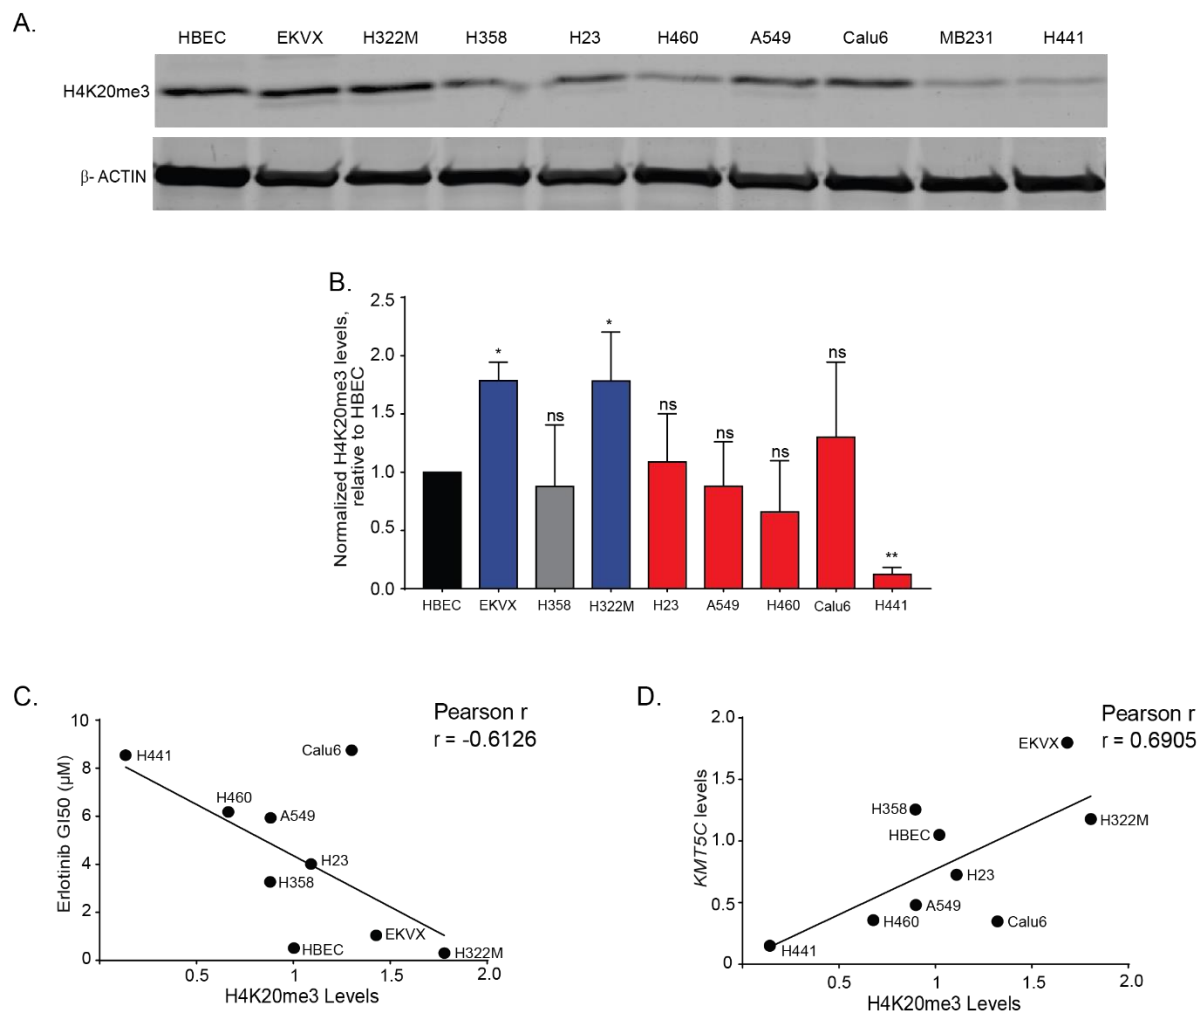 A.
HBEC EKVX H322M H358 H23 H460 A549 Calu6 MB231 H441
H4K20me3
β- ACTIN
B.
Normalized H4K20me3 levels,
relative to HBEC
2.5
2.0
1.5
1.0
0.5
0.0
* ns * ns ns ns ns **
HBEC EKVX H358 H322M H23 A549 H460 Calu6 H441
C.
Pearson r
r = -0.6126
Erlotinib GI50 (µM)
10
8
6
4
2
0
H441
Calu6
H460
A549
H23
H358
EKVX
HBEC
H322M
0.5 1 1.5 2.0
H4K20me3 Levels
D.
Pearson r
r = 0.6905
KMT5C levels
2.0
1.5
1.0
0.5
0
EKVX
H358
H322M
HBEC
H23
A549
H460
Calu6
H441
0.5 1 1.5 2.0
H4K20me3 Levels